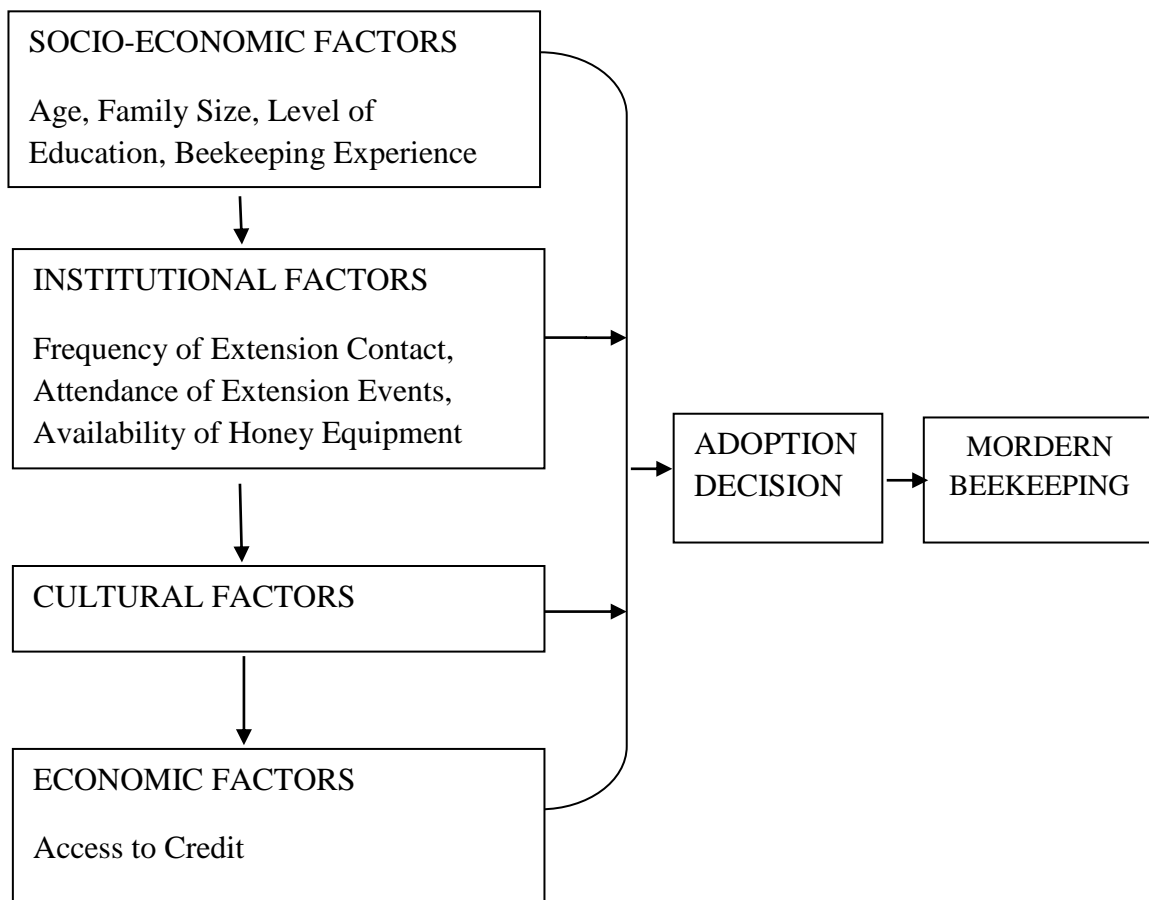 SOCIO-ECONOMIC FACTORS
Age, Family Size, Level of
Education, Beekeeping Experience
INSTITUTIONAL FACTORS
Frequency of Extension Contact,
Attendance of Extension Events,
Availability of Honey Equipment
CULTURAL FACTORS
ECONOMIC FACTORS
Access to Credit
ADOPTION
DECISION
MORDERN
BEEKEEPING